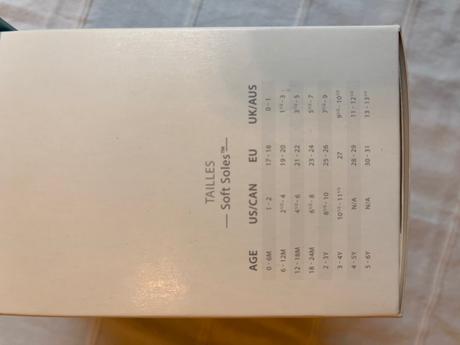 TAILLES
— Soft Soles™ —
AGE US/CAN EU UK/AUS
0 - 6M 1 - 2 17 - 18 0 - 1
6 - 12M 2¹/² - 4 19 - 20 1¹/² - 3
12 - 18M 4¹/² - 6 21 - 22 3¹/² - 5
18 - 24M 6¹/² - 8 23 - 24 5¹/² - 7
2 - 3Y 8¹/² - 10 25 - 26 7¹/² - 9
3 - 4Y 10¹/² - 11¹/² 27 9¹/² - 10¹/²
4 - 5Y N/A 28 - 29 11 - 12¹/²
5 - 6Y N/A 30 - 31 13 - 13¹/²